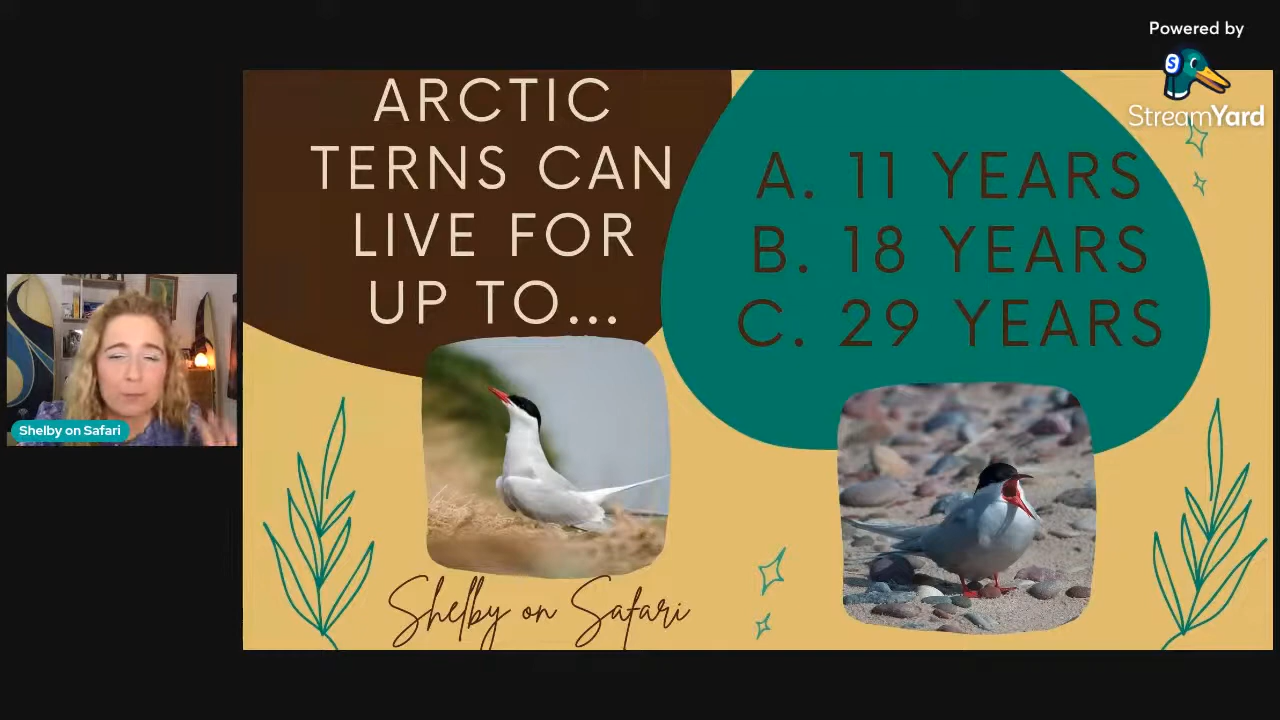 Powered by
StreamYard
ARCTIC
TERNS CAN
LIVE FOR
UP TO...
A. 11 YEARS
B. 18 YEARS
C. 29 YEARS
Shelby on Safari
Shelby on Safari